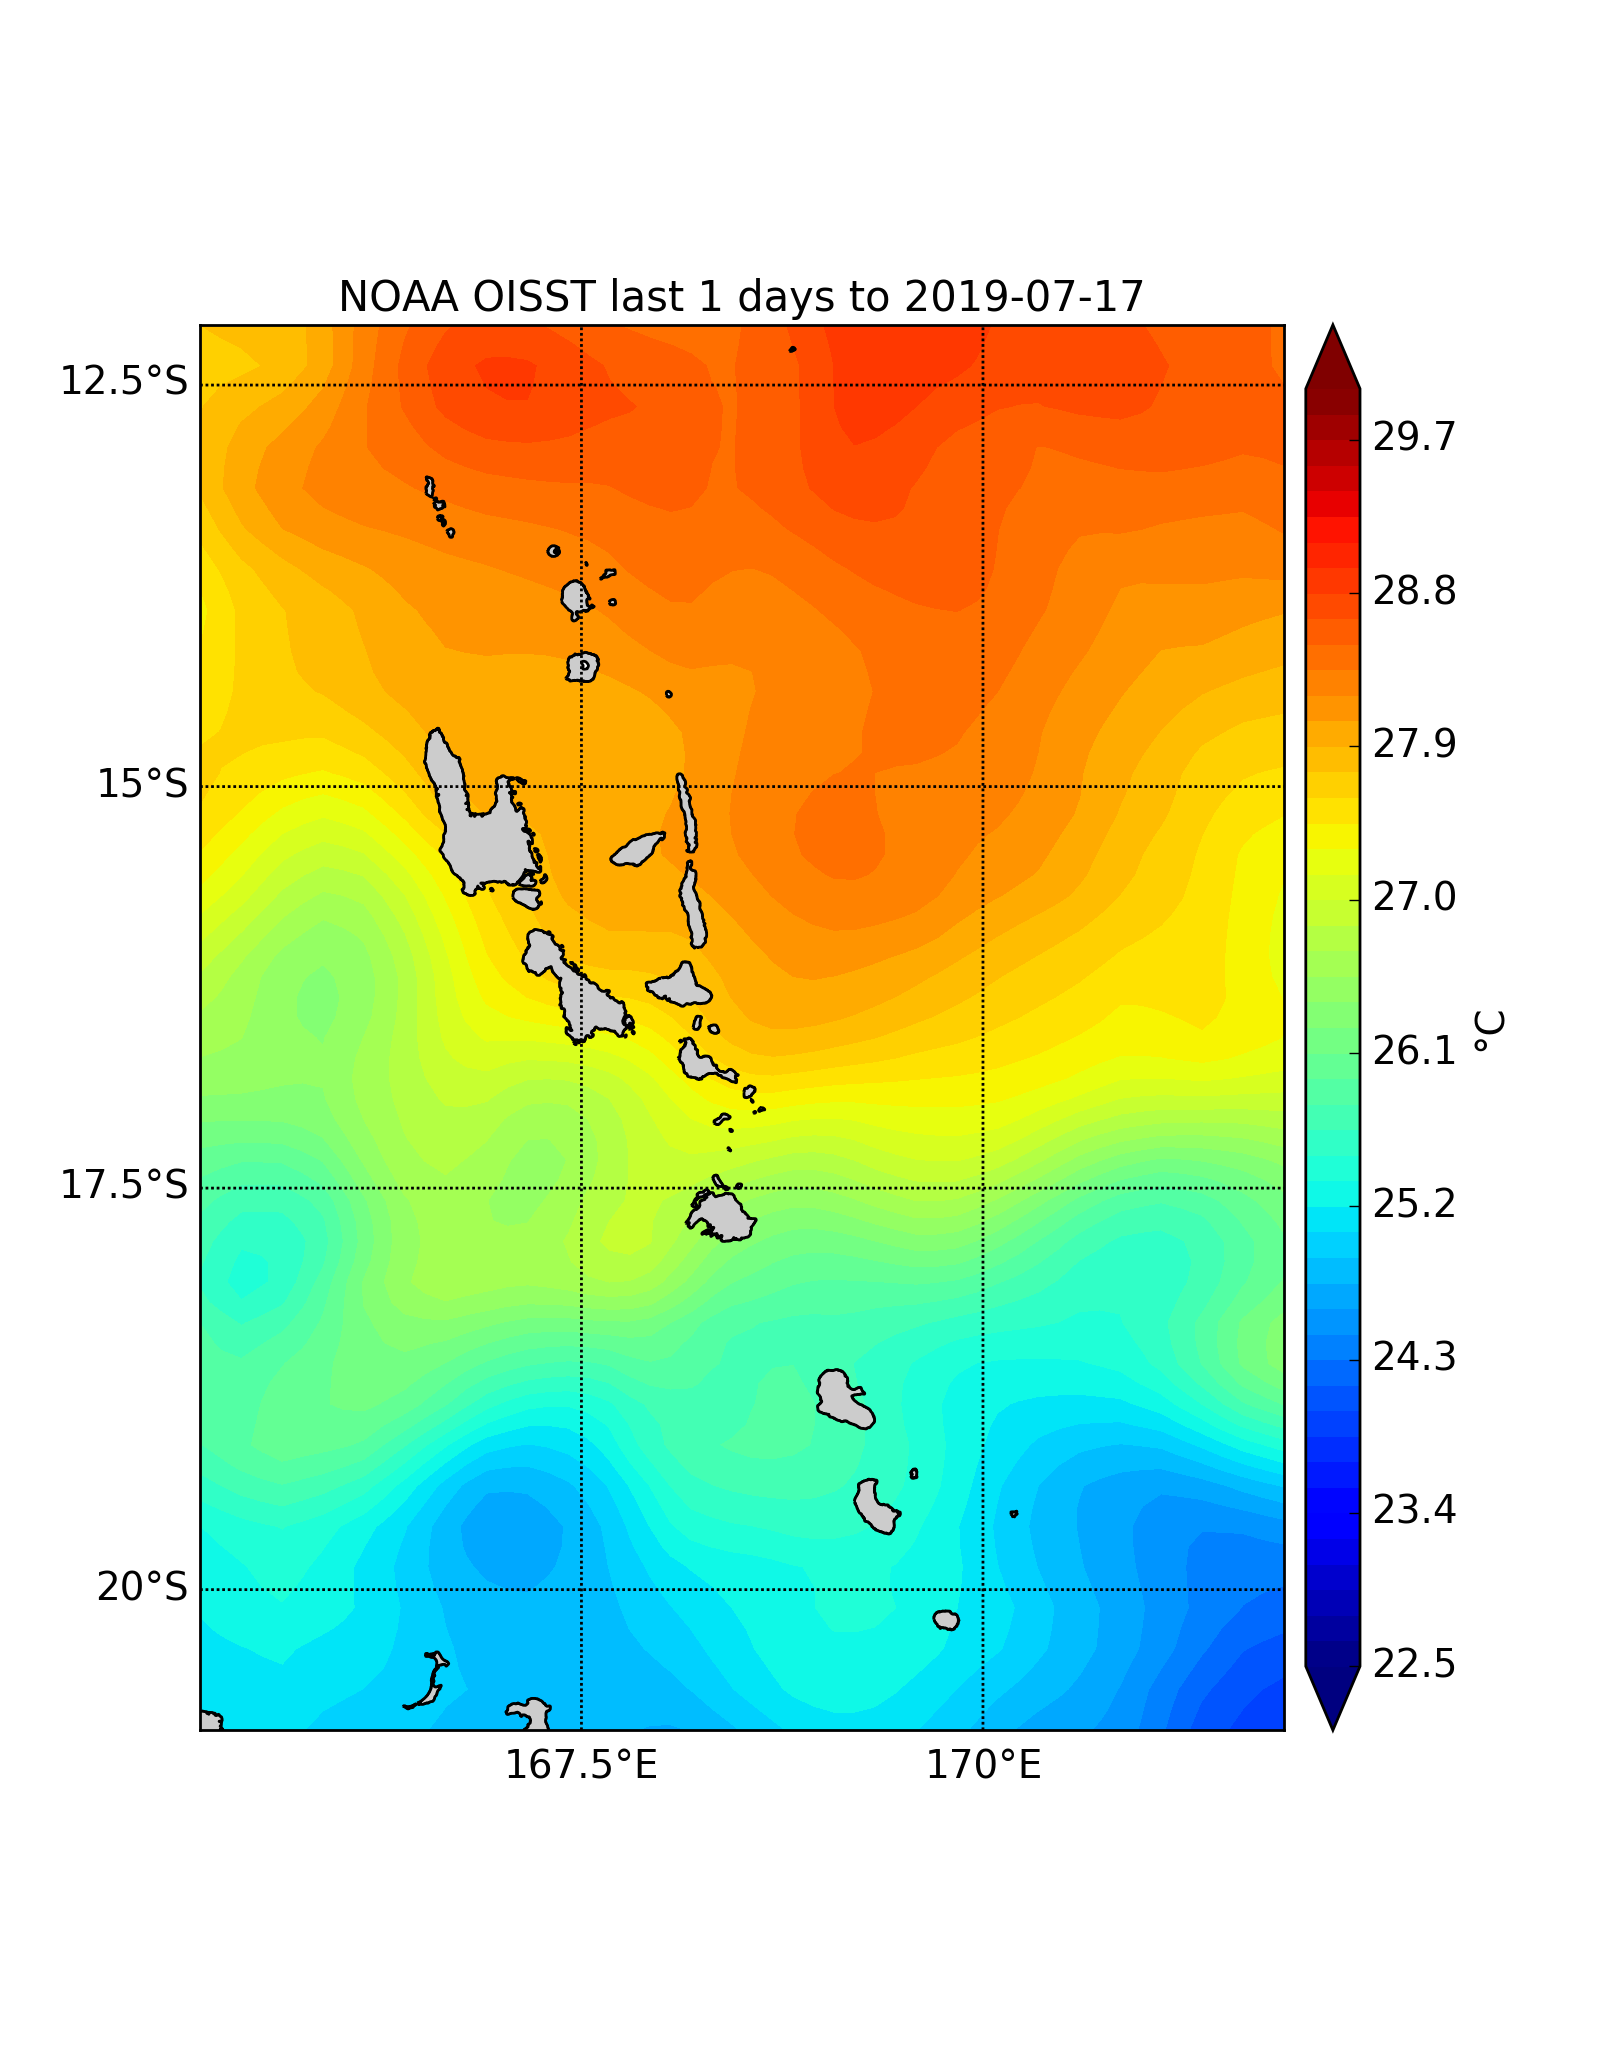 NOAA OISST last 1 days to 2019-07-17
12.5°S
15°S
17.5°S
20°S
167.5°E
170°E
29.7
28.8
27.9
27.0
26.1
25.2
24.3
23.4
22.5
°C